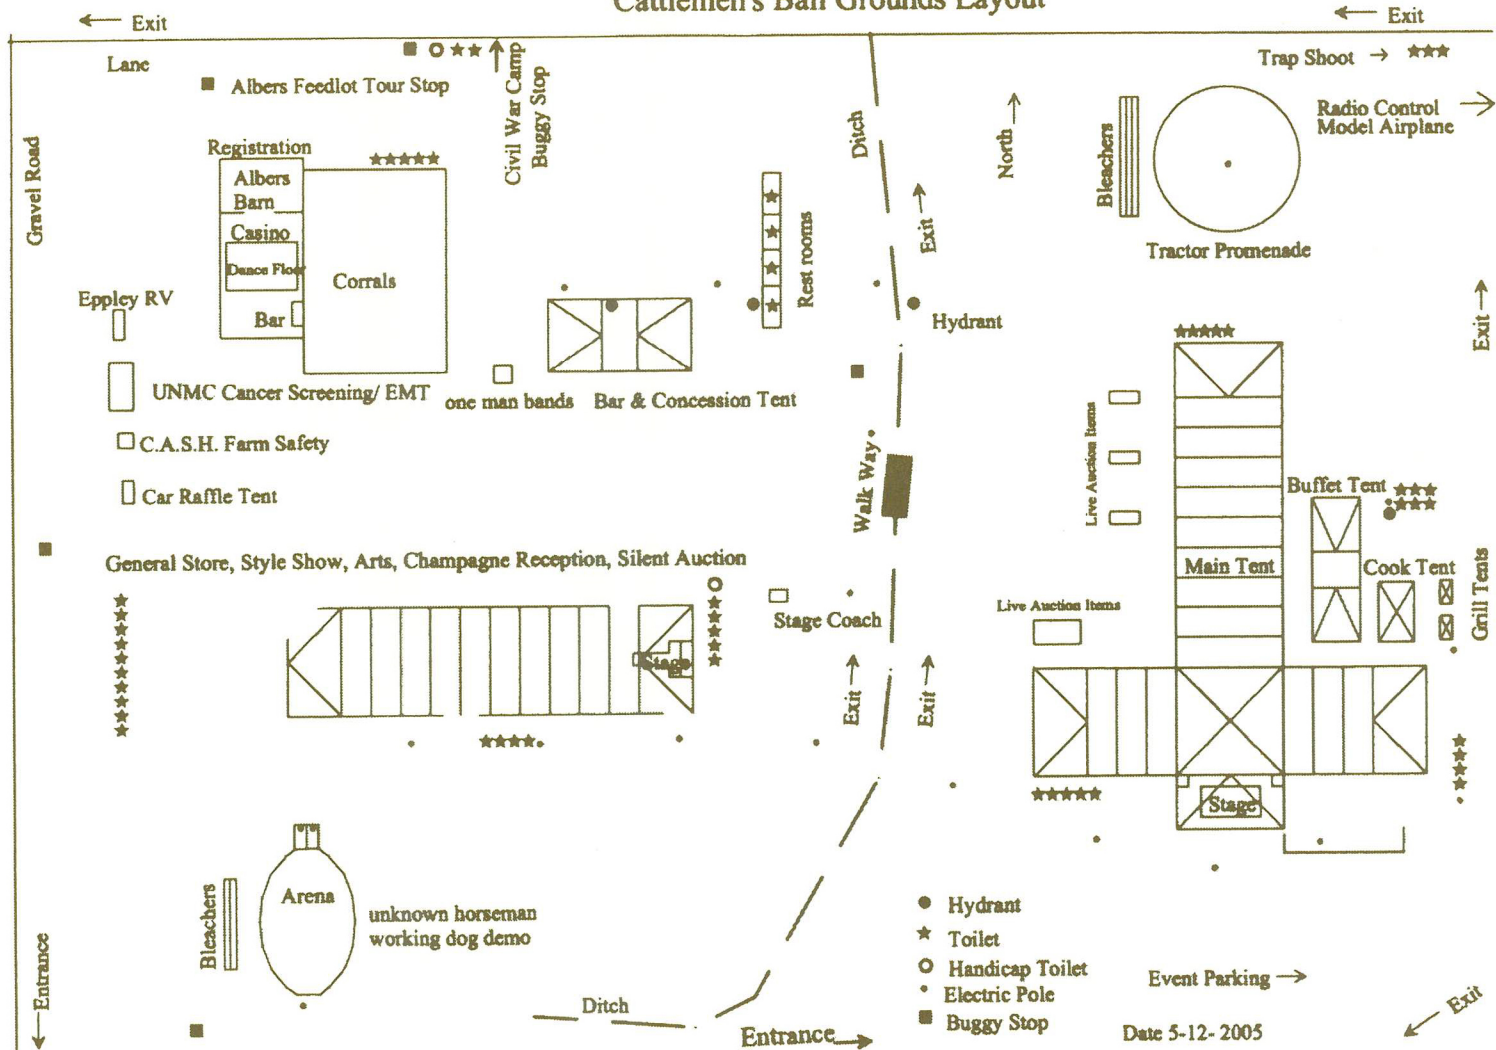 Cattlemen's Ball Grounds Layout
← Exit
← Exit
Lane
Albers Feedlot Tour Stop
Civil War Camp
Buggy Stop
Trap Shoot →
Radio Control
Model Airplane
Gravel Road
Registration
Albers
Barn
Casino
Dance Floor
Bar
Corrals
Rest rooms
Ditch
Exit →
North →
Bleachers
Tractor Promenade
Exit →
Eppley RV
Hydrant
UNMC Cancer Screening/ EMT
one man bands
Bar & Concession Tent
C.A.S.H. Farm Safety
Car Raffle Tent
Walk Way
Live Auction Items
Buffet Tent
Main Tent
Cook Tent
Grill Tents
General Store, Style Show, Arts, Champagne Reception, Silent Auction
Stage
Stage Coach
Live Auction Items
Exit →
Exit →
Stage
Arena
Bleachers
unknown horseman
working dog demo
Hydrant
Toilet
Handicap Toilet
Electric Pole
Buggy Stop
Event Parking →
Entrance
Ditch
Entrance
Date 5-12- 2005
Exit